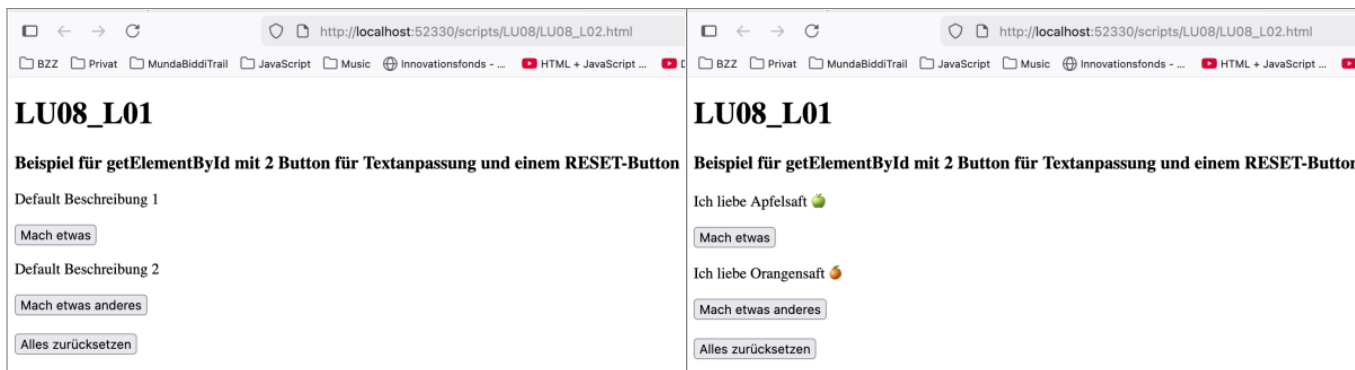 http://localhost:52330/scripts/LU08/LU08_L02.html
BZZ Privat MundaBiddiTrail JavaScript Music Innovationsfonds - ... HTML + JavaScript ...
LU08_L01
Beispiel für getElementById mit 2 Button für Textanpassung und einem RESET-Button
Default Beschreibung 1
Mach etwas
Default Beschreibung 2
Mach etwas anderes
Alles zurücksetzen
http://localhost:52330/scripts/LU08/LU08_L02.html
BZZ Privat MundaBiddiTrail JavaScript Music Innovationsfonds - ... HTML + JavaScript ...
LU08_L01
Beispiel für getElementById mit 2 Button für Textanpassung und einem RESET-Button
Ich liebe Apfelsaft 🍏
Mach etwas
Ich liebe Orangensaft 🍊
Mach etwas anderes
Alles zurücksetzen